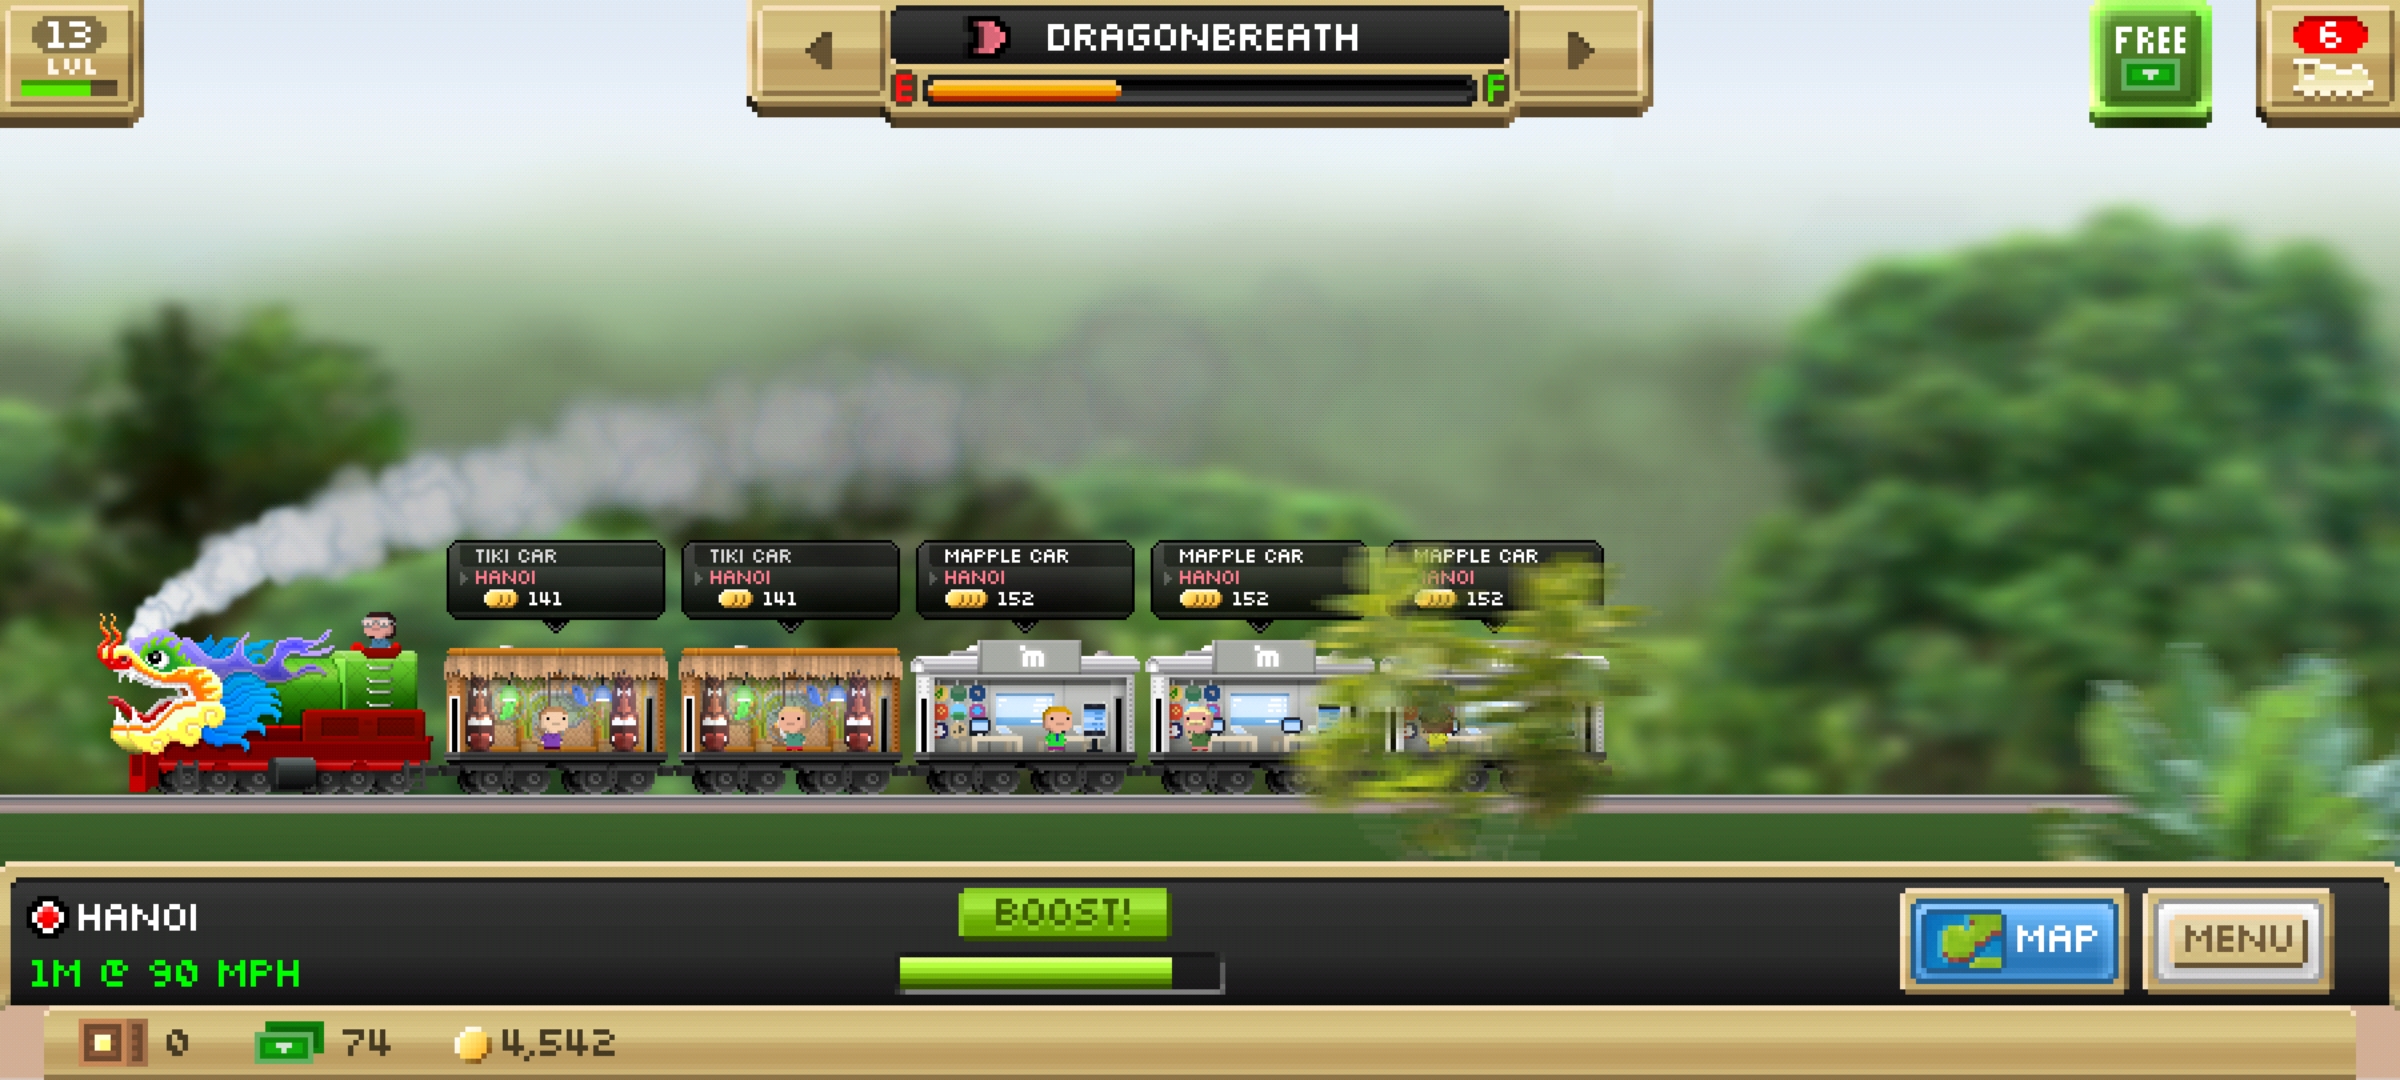 13
LVL
DRAGONBREATH
E F
FREE
6
TIKI CAR
HANOI
141
TIKI CAR
HANOI
141
MAPPLE CAR
HANOI
152
MAPPLE CAR
HANOI
152
MAPPLE CAR
HANOI
152
m
m
HANOI
1M @ 90 MPH
BOOST!
MAP
MENU
0
74
4,542